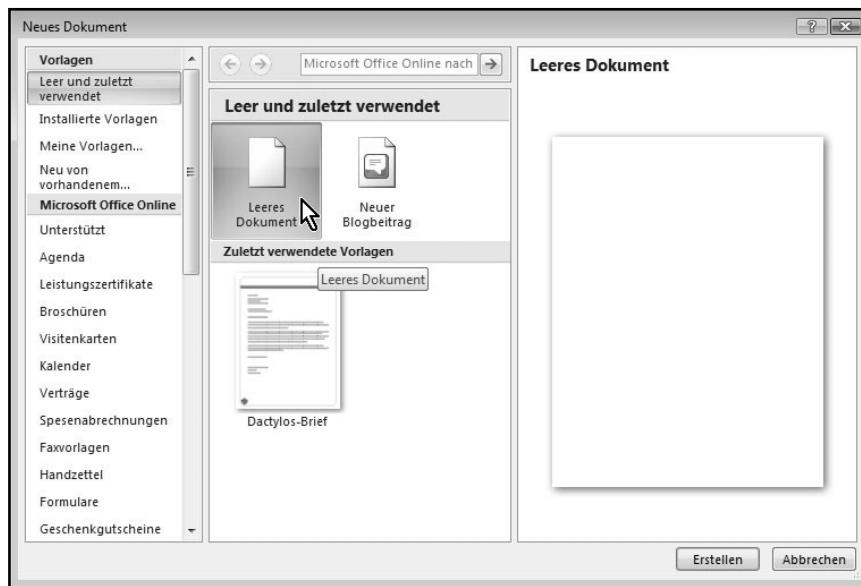 Neues Dokument
Vorlagen
Leer und zuletzt
verwendet
Installierte Vorlagen
Meine Vorlagen...
Neu von
vorhandenem...
Microsoft Office Online
Unterstützt
Agenda
Leistungszertifikate
Broschüren
Visitenkarten
Kalender
Verträge
Spesenabrechnungen
Faxvorlagen
Handzettel
Formulare
Geschenkgutscheine
Microsoft Office Online nach
Leer und zuletzt verwendet
Leeres
Dokument
Neuer
Blogbeitrag
Zuletzt verwendete Vorlagen
Leeres Dokument
Dactylos-Brief
Leeres Dokument
Erstellen
Abbrechen